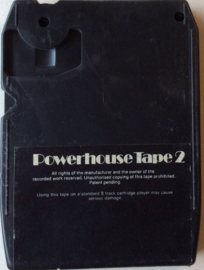 Powerhouse Tape 2
All rights of the manufacturer and the owner of the
recorded work reserved. Unauthorised copying of this tape is prohibited.
Patent pending.
Using this tape on a standard 8 track cartridge player may cause
serious damage.